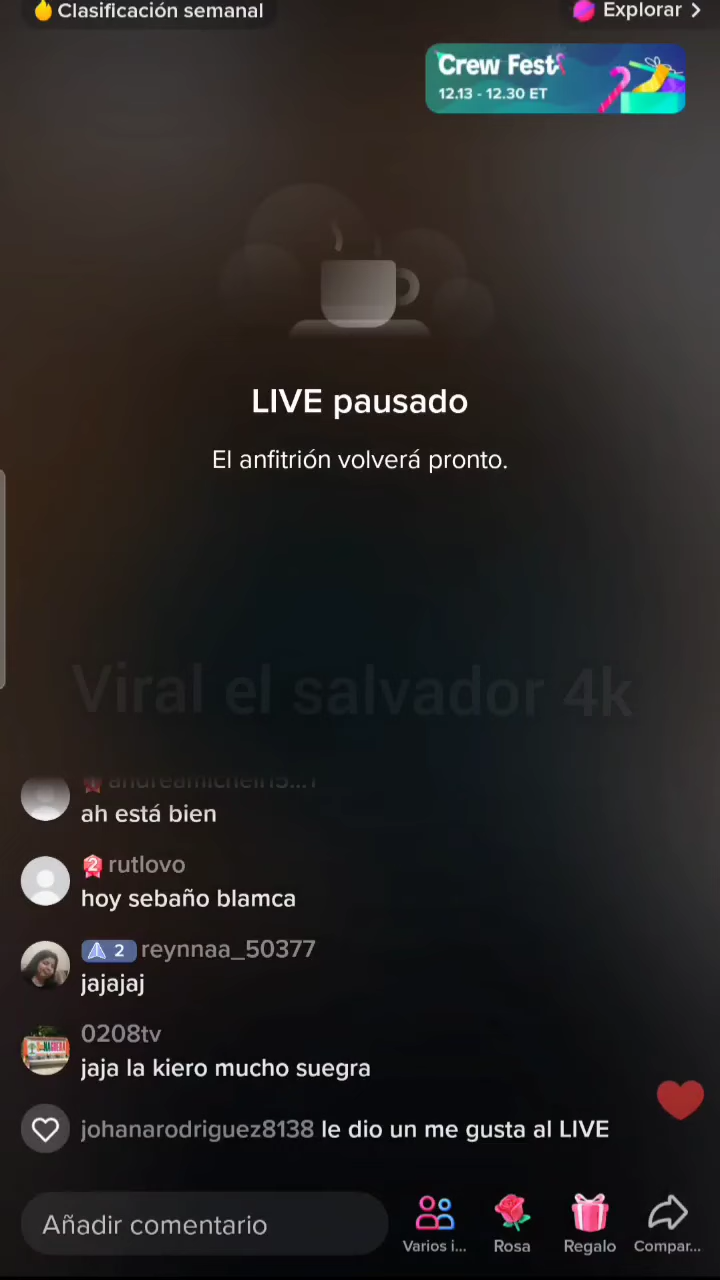 Clasificación semanal
Explorar >
Crew Fest
12.13 - 12.30 ET
LIVE pausado
El anfitrión volverá pronto.
Viral el salvador 4k
ah está bien
2 rutlovo
hoy sebaño blamca
2 reynnaa_50377
jajajaj
0208tv
jaja la kiero mucho suegra
johanarodriguez8138 le dio un me gusta al LIVE
Añadir comentario
Varios i...
Rosa
Regalo
Compar...